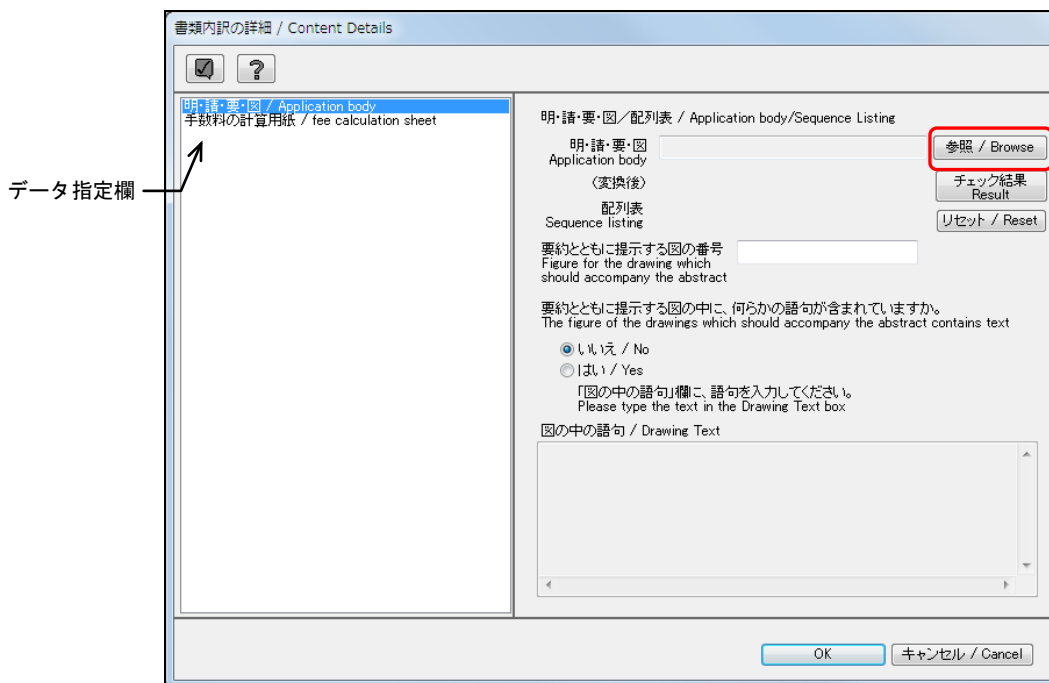 書類内訳の詳細 / Content Details
明・請・要・図 / Application body
手数料の計算用紙 / fee calculation sheet
データ指定欄
明・請・要・図／配列表 / Application body/Sequence Listing
明・請・要・図
Application body
参照 / Browse
（変換後）
チェック結果
Result
配列表
Sequence listing
リセット / Reset
要約とともに提示する図の番号
Figure for the drawing which
should accompany the abstract
要約とともに提示する図の中に、何らかの語句が含まれていますか。
The figure of the drawings which should accompany the abstract contains text
いいえ / No
はい / Yes
「図の中の語句」欄に、語句を入力してください。
Please type the text in the Drawing Text box
図の中の語句 / Drawing Text
OK
キャンセル / Cancel